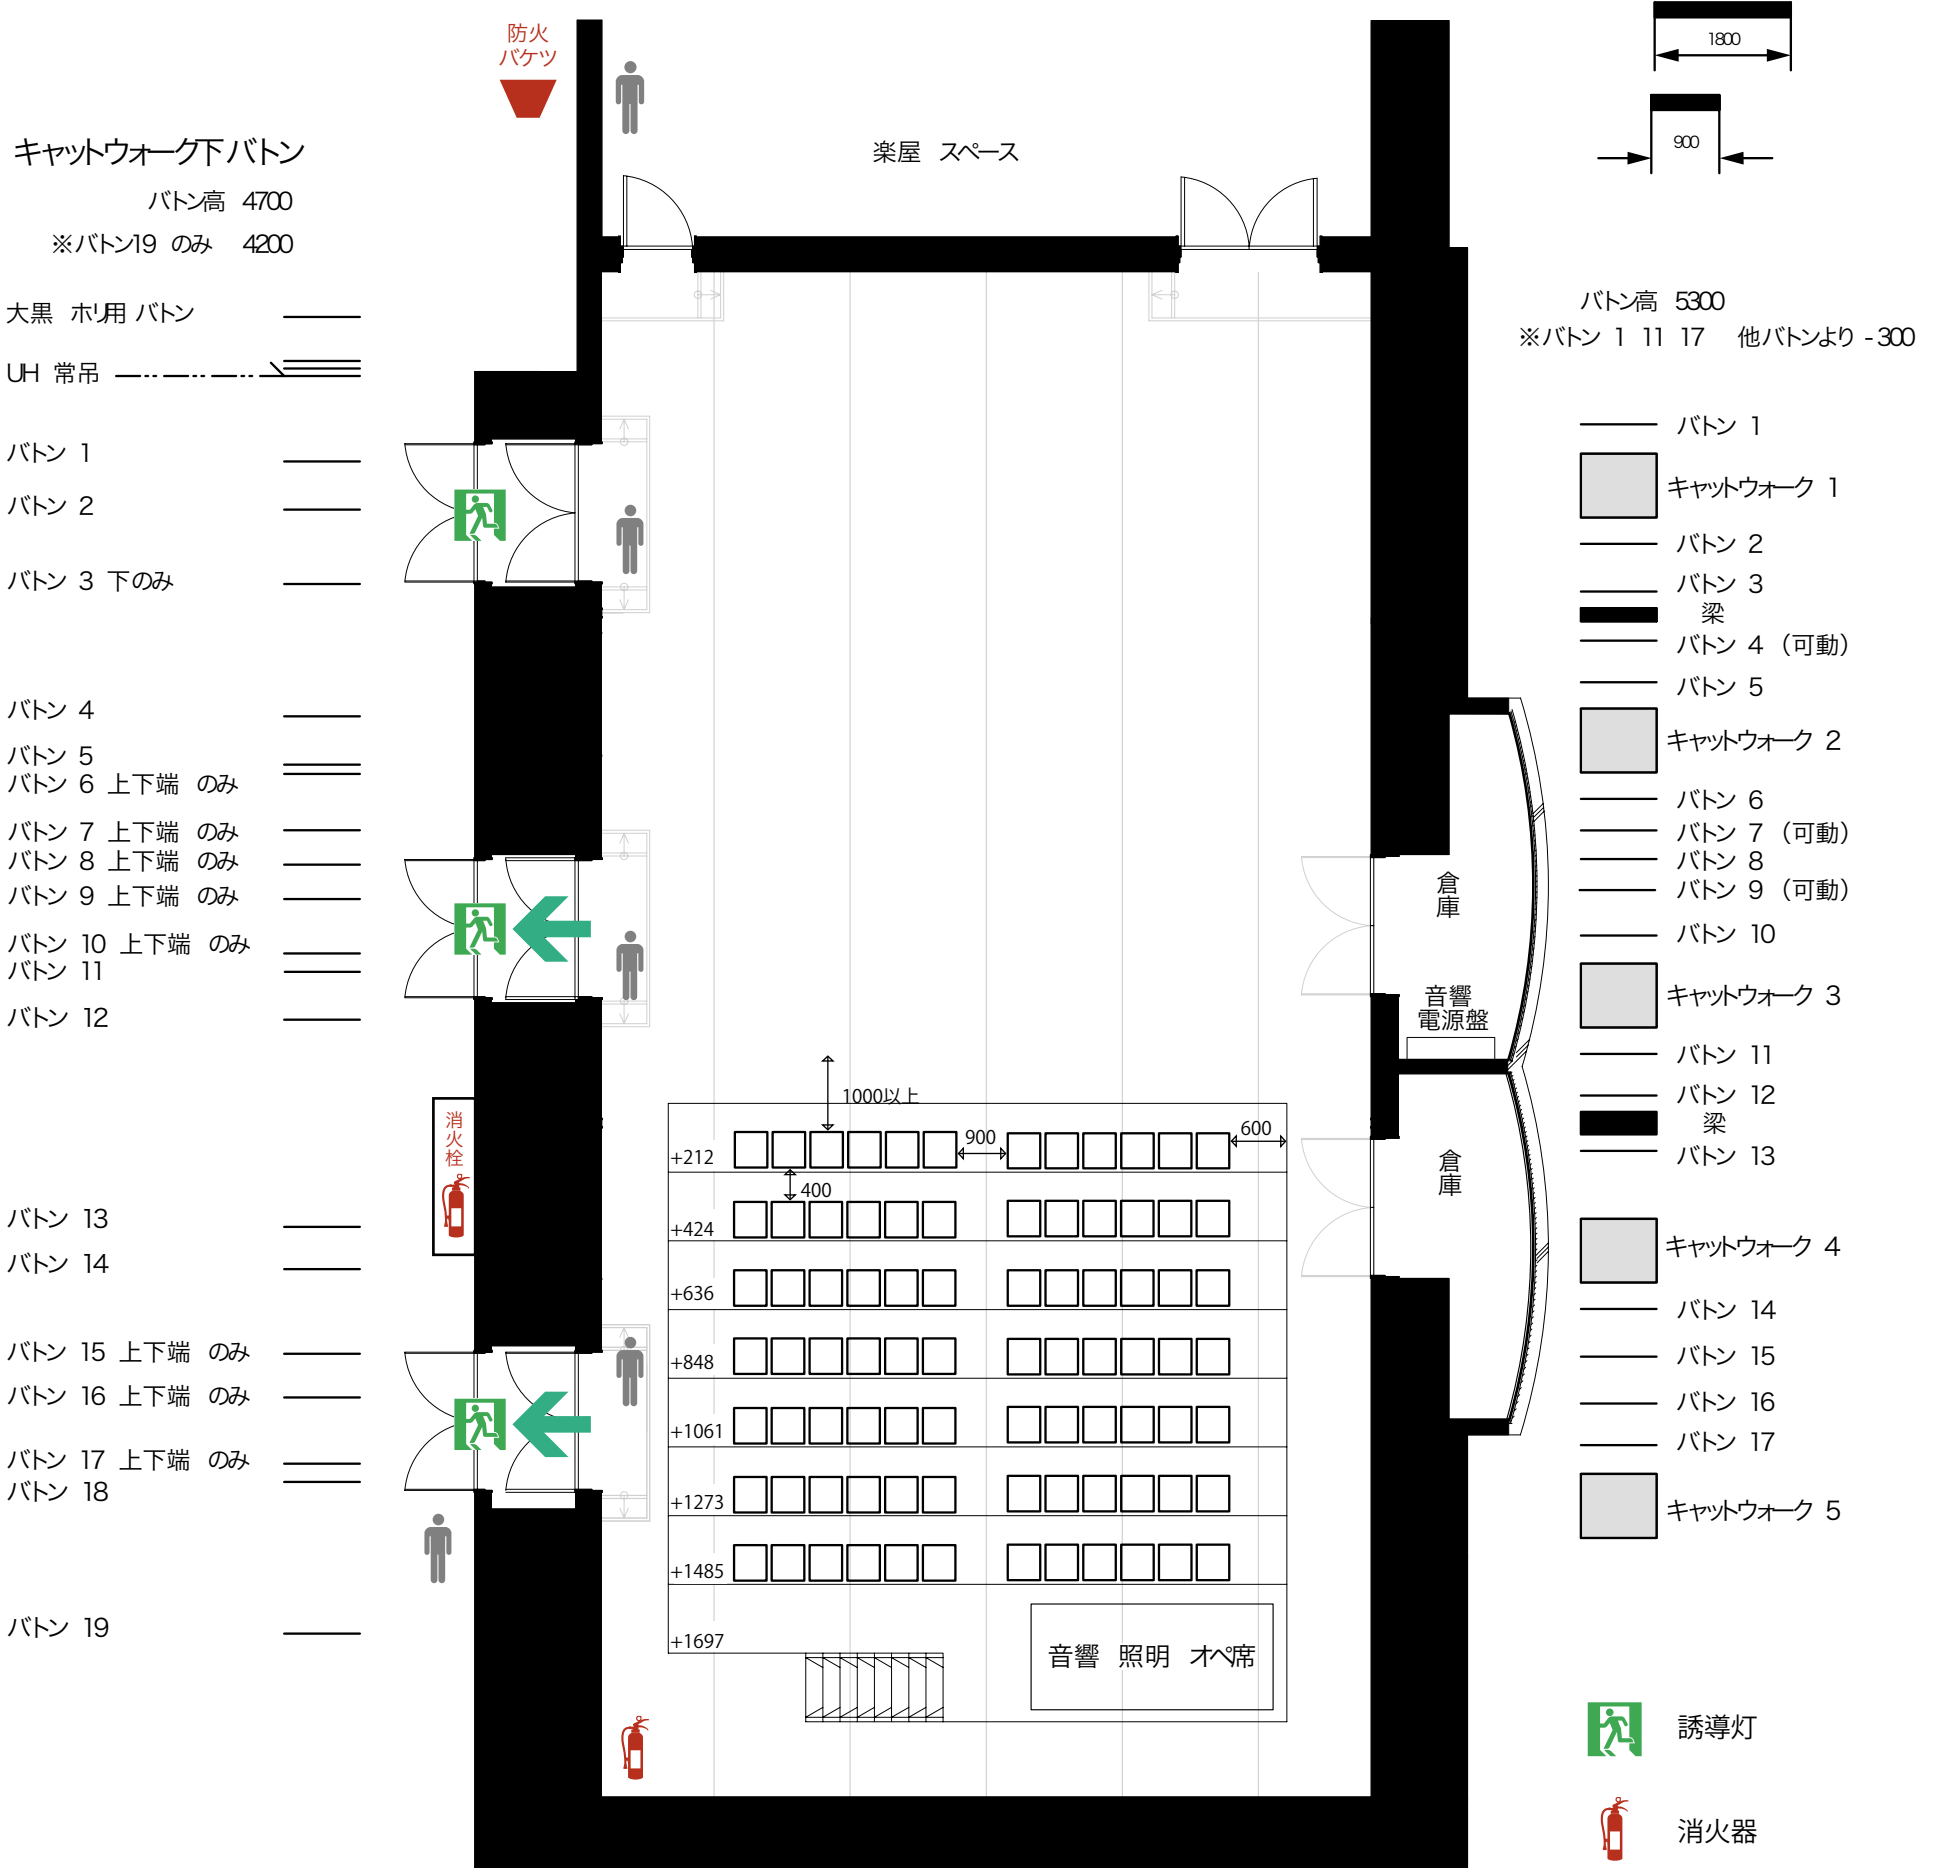 防火
バケツ
1800
900
楽屋 スペース
キャットウォーク下バトン
バトン高 4700
※バトン19 のみ 4200
大黒 ホリ用 バトン
UH 常吊
バトン 1
バトン 2
バトン 3 下のみ
バトン 4
バトン 5
バトン 6 上下端 のみ
バトン 7 上下端 のみ
バトン 8 上下端 のみ
バトン 9 上下端 のみ
バトン 10 上下端 のみ
バトン 11
バトン 12
バトン 13
バトン 14
バトン 15 上下端 のみ
バトン 16 上下端 のみ
バトン 17 上下端 のみ
バトン 18
バトン 19
消火栓
倉庫
音響
電源盤
倉庫
1000以上
900
600
400
+212
+424
+636
+848
+1061
+1273
+1485
+1697
音響 照明 オペ席
バトン高 5300
※バトン 1 11 17 他バトンより -300
バトン 1
キャットウォーク 1
バトン 2
バトン 3
梁
バトン 4 （可動）
バトン 5
キャットウォーク 2
バトン 6
バトン 7 （可動）
バトン 8
バトン 9 （可動）
バトン 10
キャットウォーク 3
バトン 11
バトン 12
梁
バトン 13
キャットウォーク 4
バトン 14
バトン 15
バトン 16
バトン 17
キャットウォーク 5
誘導灯
消火器